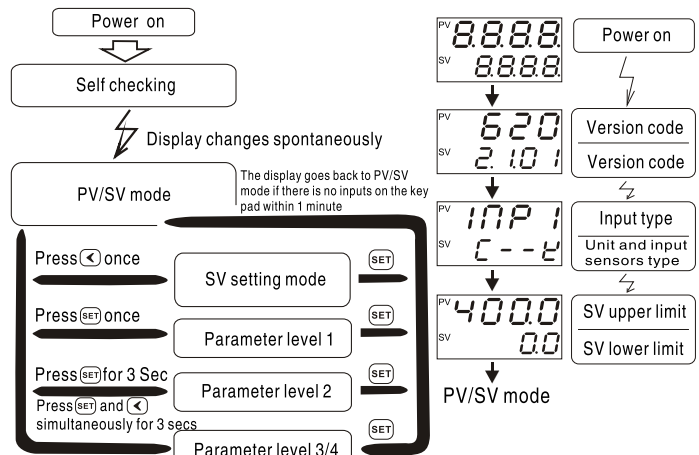 Power on
Self checking
Display changes spontaneously
PV/SV mode
The display goes back to PV/SV
mode if there is no inputs on the key
pad within 1 minute
Press < once
SV setting mode
SET
Press SET once
Parameter level 1
SET
Press SET for 3 Sec
Parameter level 2
SET
Press SET and <
simultaneously for 3 secs
Parameter level 3/4
SET
PV 8.8.8.8.
SV 8.8.8.8.
Power on
PV 620
SV 2.1.01
Version code
Version code
PV INP1
SV C--K
Input type
Unit and input
sensors type
PV 400.0
SV 0.0
SV upper limit
SV lower limit
PV/SV mode